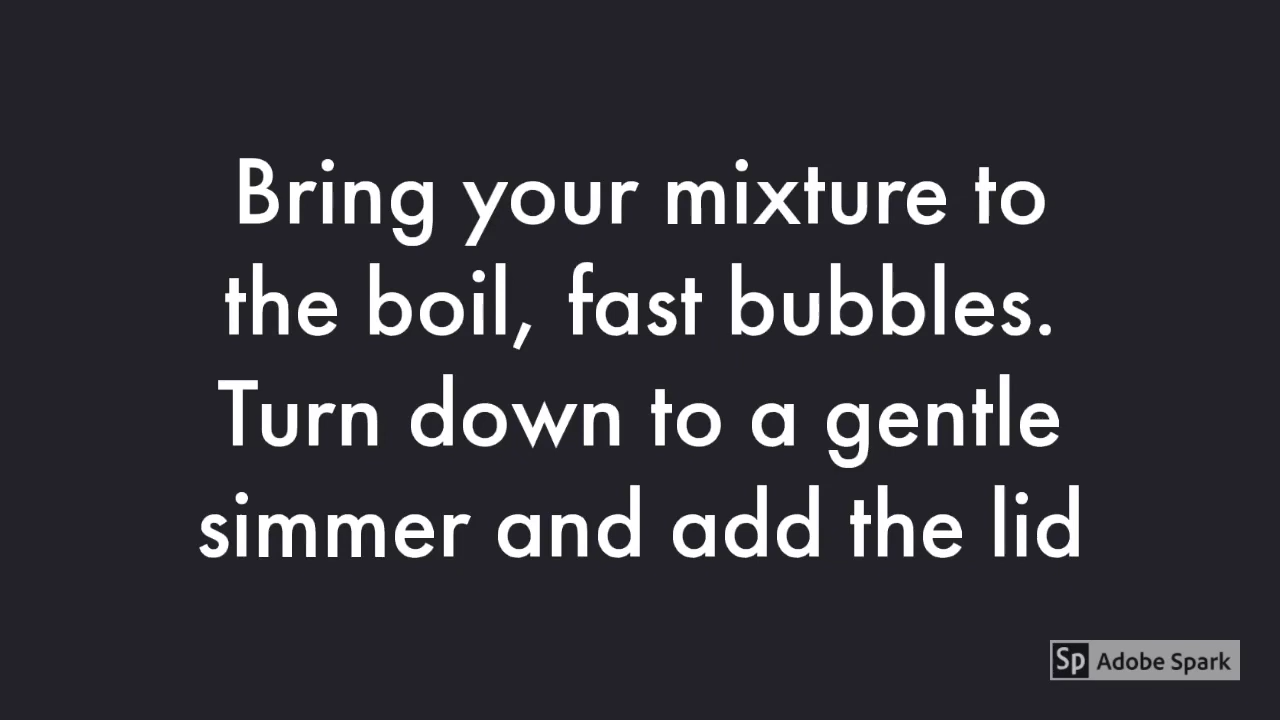 Bring your mixture to
the boil, fast bubbles.
Turn down to a gentle
simmer and add the lid
Sp Adobe Spark